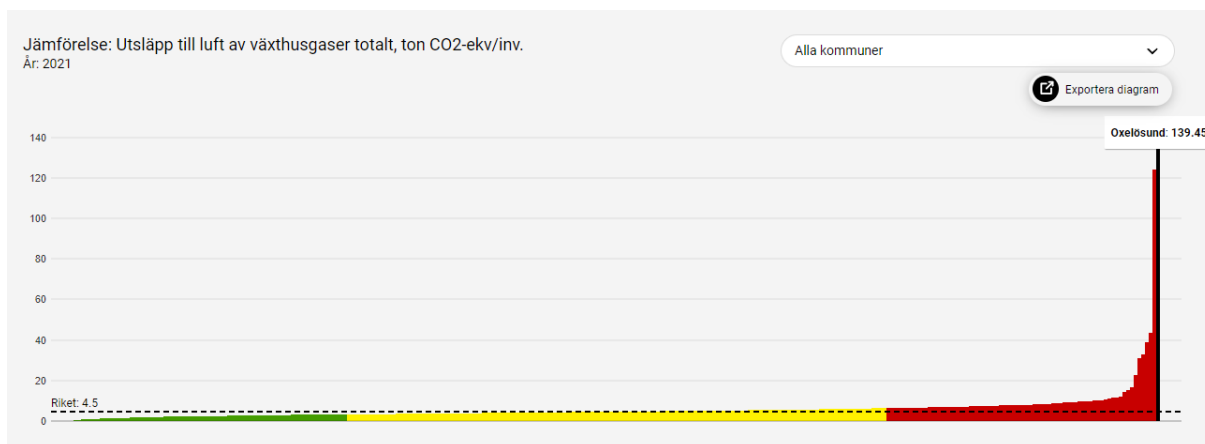 Jämförelse: Utsläpp till luft av växthusgaser totalt, ton CO2-ekv/inv.
År: 2021
Alla kommuner
Exportera diagram
Oxelösund: 139.45
140
120
100
80
60
40
20
Riket: 4.5
0